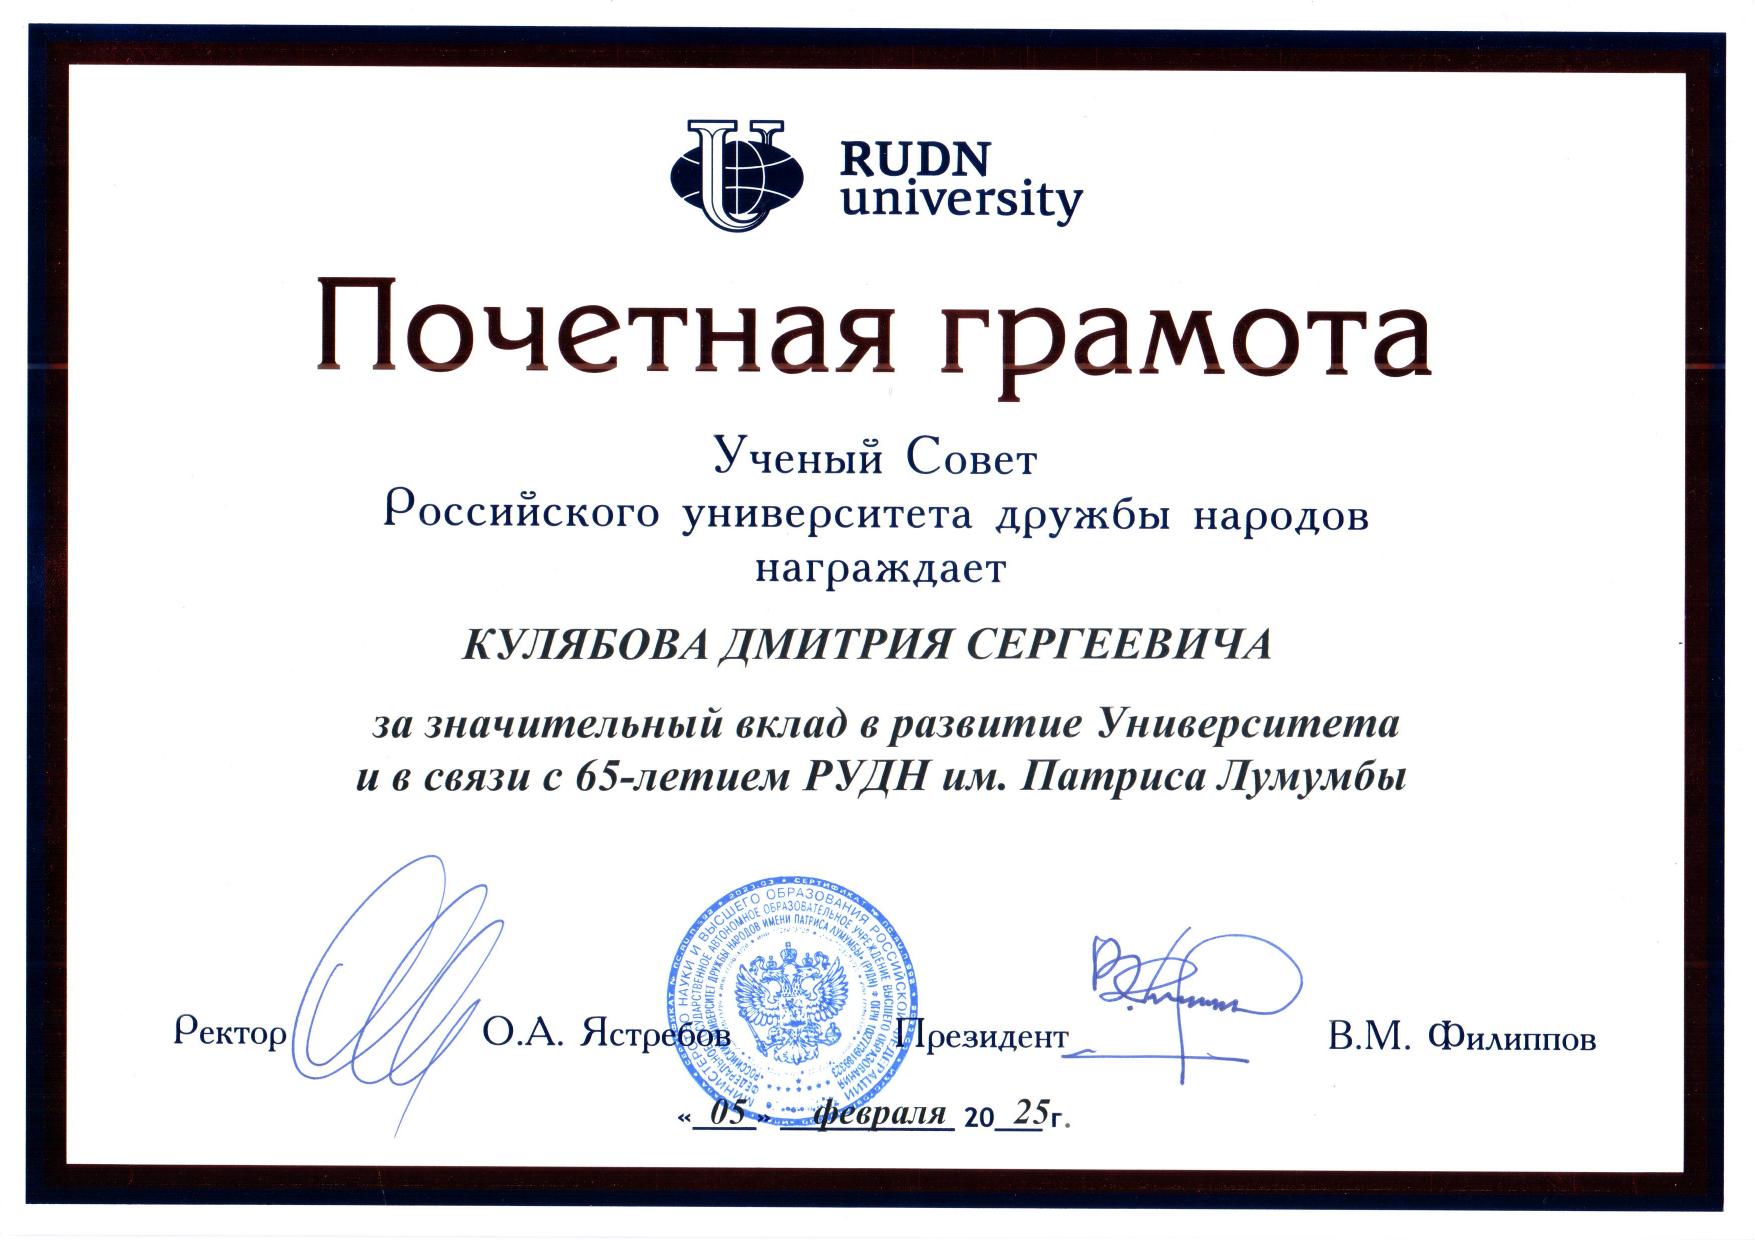 RUDN
university
Почетная грамота
Ученый Совет
Российского университета дружбы народов
награждает
КУЛЯБОВА ДМИТРИЯ СЕРГЕЕВИЧА
за значительный вклад в развитие Университета
и в связи с 65-летием РУДН им. Патриса Лумумбы
Ректор О.А. Ястребов Президент В.М. Филиппов
МИНИСТЕРСТВО НАУКИ И ВЫСШЕГО ОБРАЗОВАНИЯ РОССИЙСКОЙ ФЕДЕРАЦИИ
ФЕДЕРАЛЬНОЕ ГОСУДАРСТВЕННОЕ АВТОНОМНОЕ ОБРАЗОВАТЕЛЬНОЕ УЧРЕЖДЕНИЕ ВЫСШЕГО ОБРАЗОВАНИЯ
«РОССИЙСКИЙ УНИВЕРСИТЕТ ДРУЖБЫ НАРОДОВ ИМЕНИ ПАТРИСА ЛУМУМБЫ» (РУДН)
« 05 » февраля 20 25г.